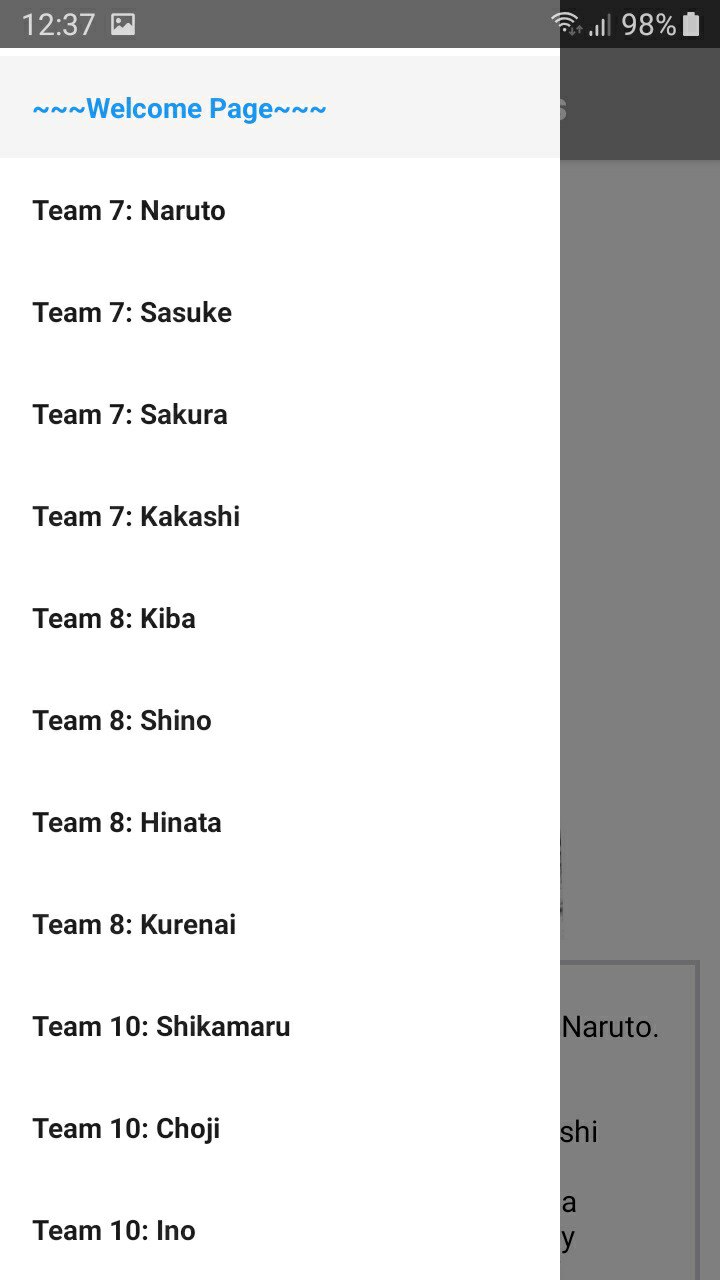 12:37 98%
~~~Welcome Page~~~
Team 7: Naruto
Team 7: Sasuke
Team 7: Sakura
Team 7: Kakashi
Team 8: Kiba
Team 8: Shino
Team 8: Hinata
Team 8: Kurenai
Team 10: Shikamaru
Team 10: Choji
Team 10: Ino
s
Naruto.
shi
a
y